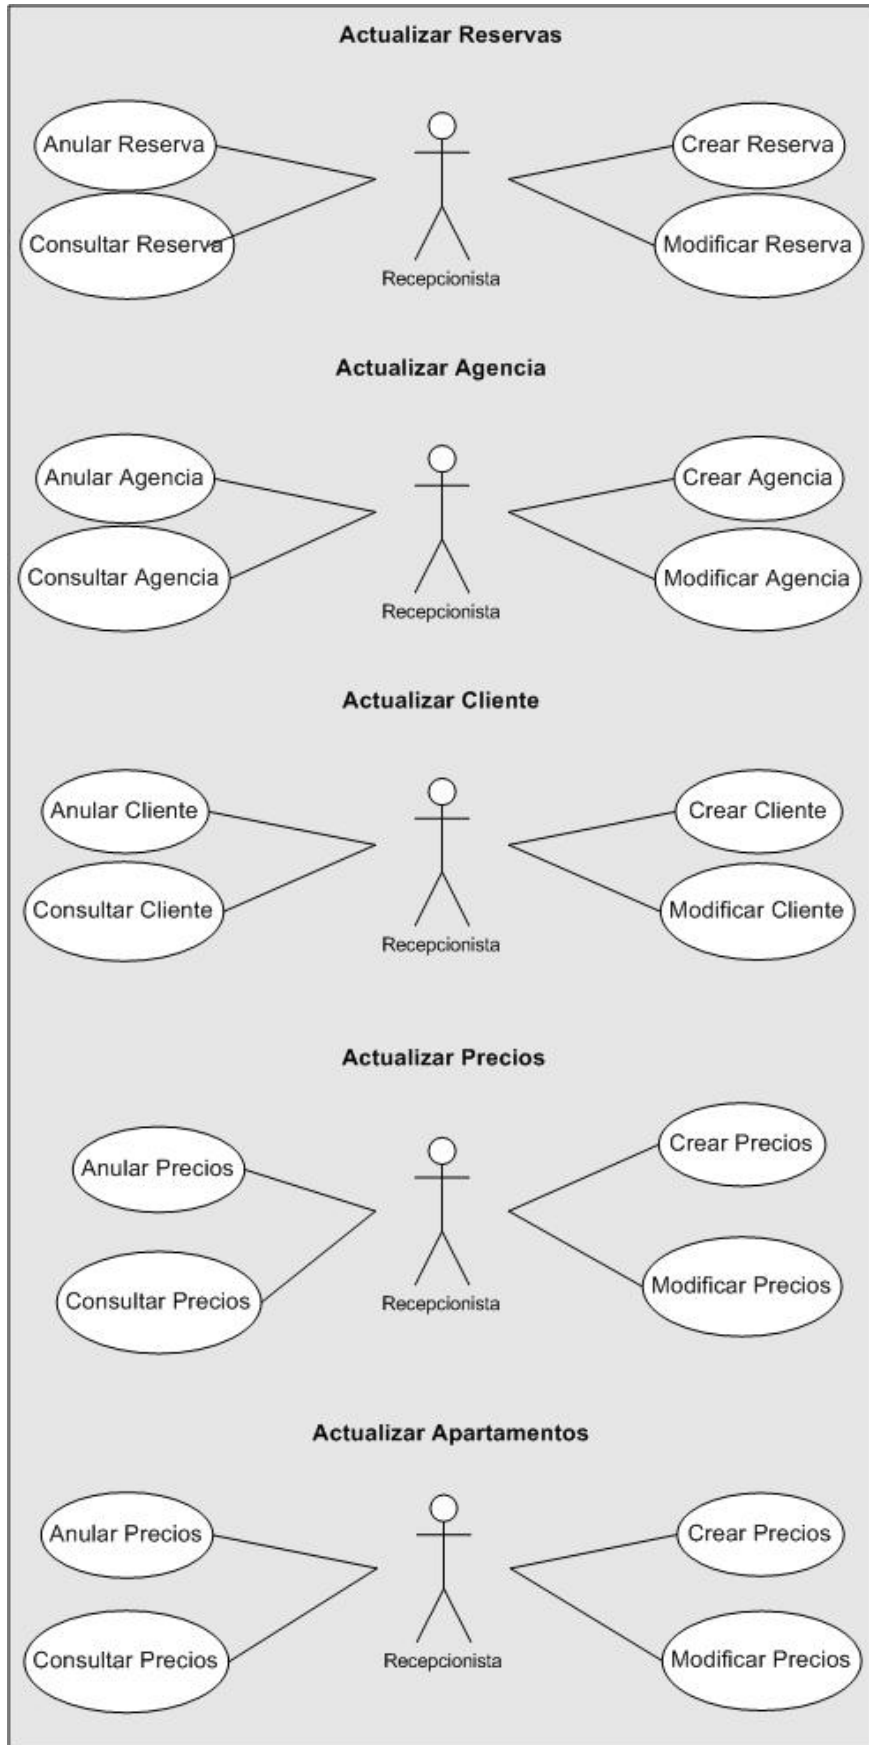 Actualizar Reservas
Anular Reserva
Crear Reserva
Consultar Reserva
Modificar Reserva
Recepcionista
Actualizar Agencia
Anular Agencia
Crear Agencia
Consultar Agencia
Modificar Agencia
Recepcionista
Actualizar Cliente
Anular Cliente
Crear Cliente
Consultar Cliente
Modificar Cliente
Recepcionista
Actualizar Precios
Crear Precios
Anular Precios
Modificar Precios
Consultar Precios
Recepcionista
Actualizar Apartamentos
Anular Precios
Crear Precios
Consultar Precios
Modificar Precios
Recepcionista